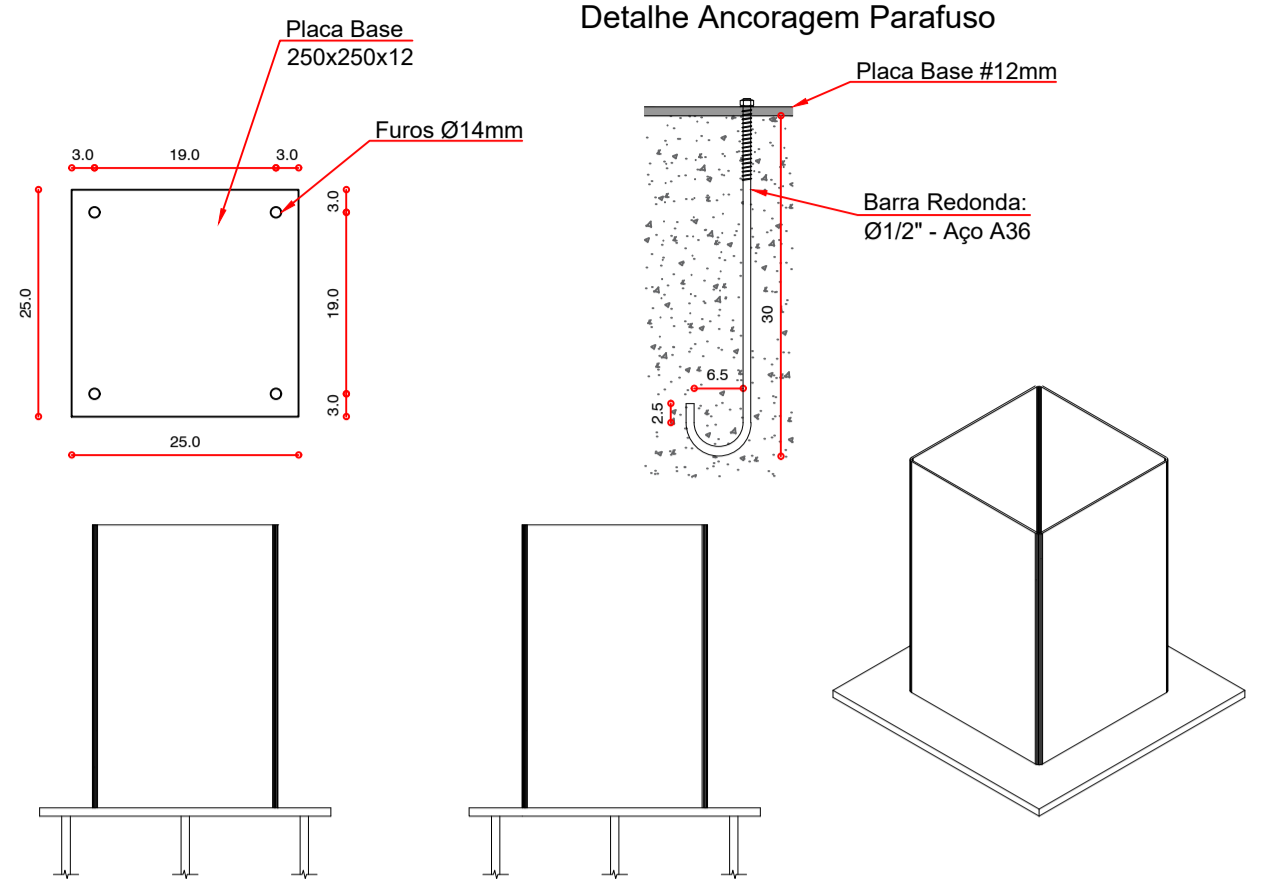 Detalhe Ancoragem Parafuso
Placa Base
250x250x12
Furos Ø14mm
3.0
19.0
3.0
25.0
3.0
19.0
3.0
25.0
Placa Base #12mm
Barra Redonda:
Ø1/2" - Aço A36
30
6.5
2.5